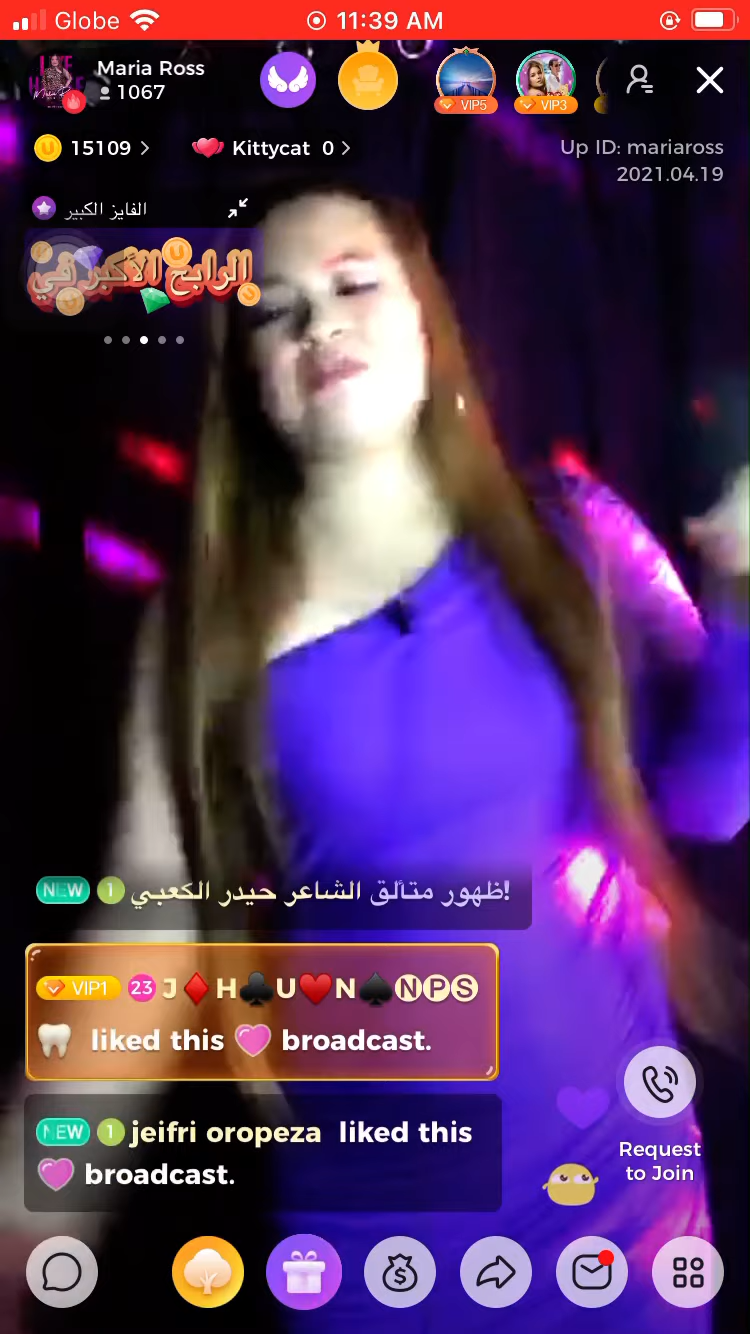 Globe
11:39 AM
Maria Ross
1067
VIP5
VIP3
15109
Kittycat 0
Up ID: mariaross
2021.04.19
الفايز الكبير
الرابح الأكبر في
NEW 1 ظهور متألق الشاعر حيدر الكعبي!
VIP1 23 J♦️H♣️U♥️N♠️🅝🅟🅢
🦷 liked this 💗 broadcast.
NEW 1 jeifri oropeza liked this
💗 broadcast.
Request
to Join